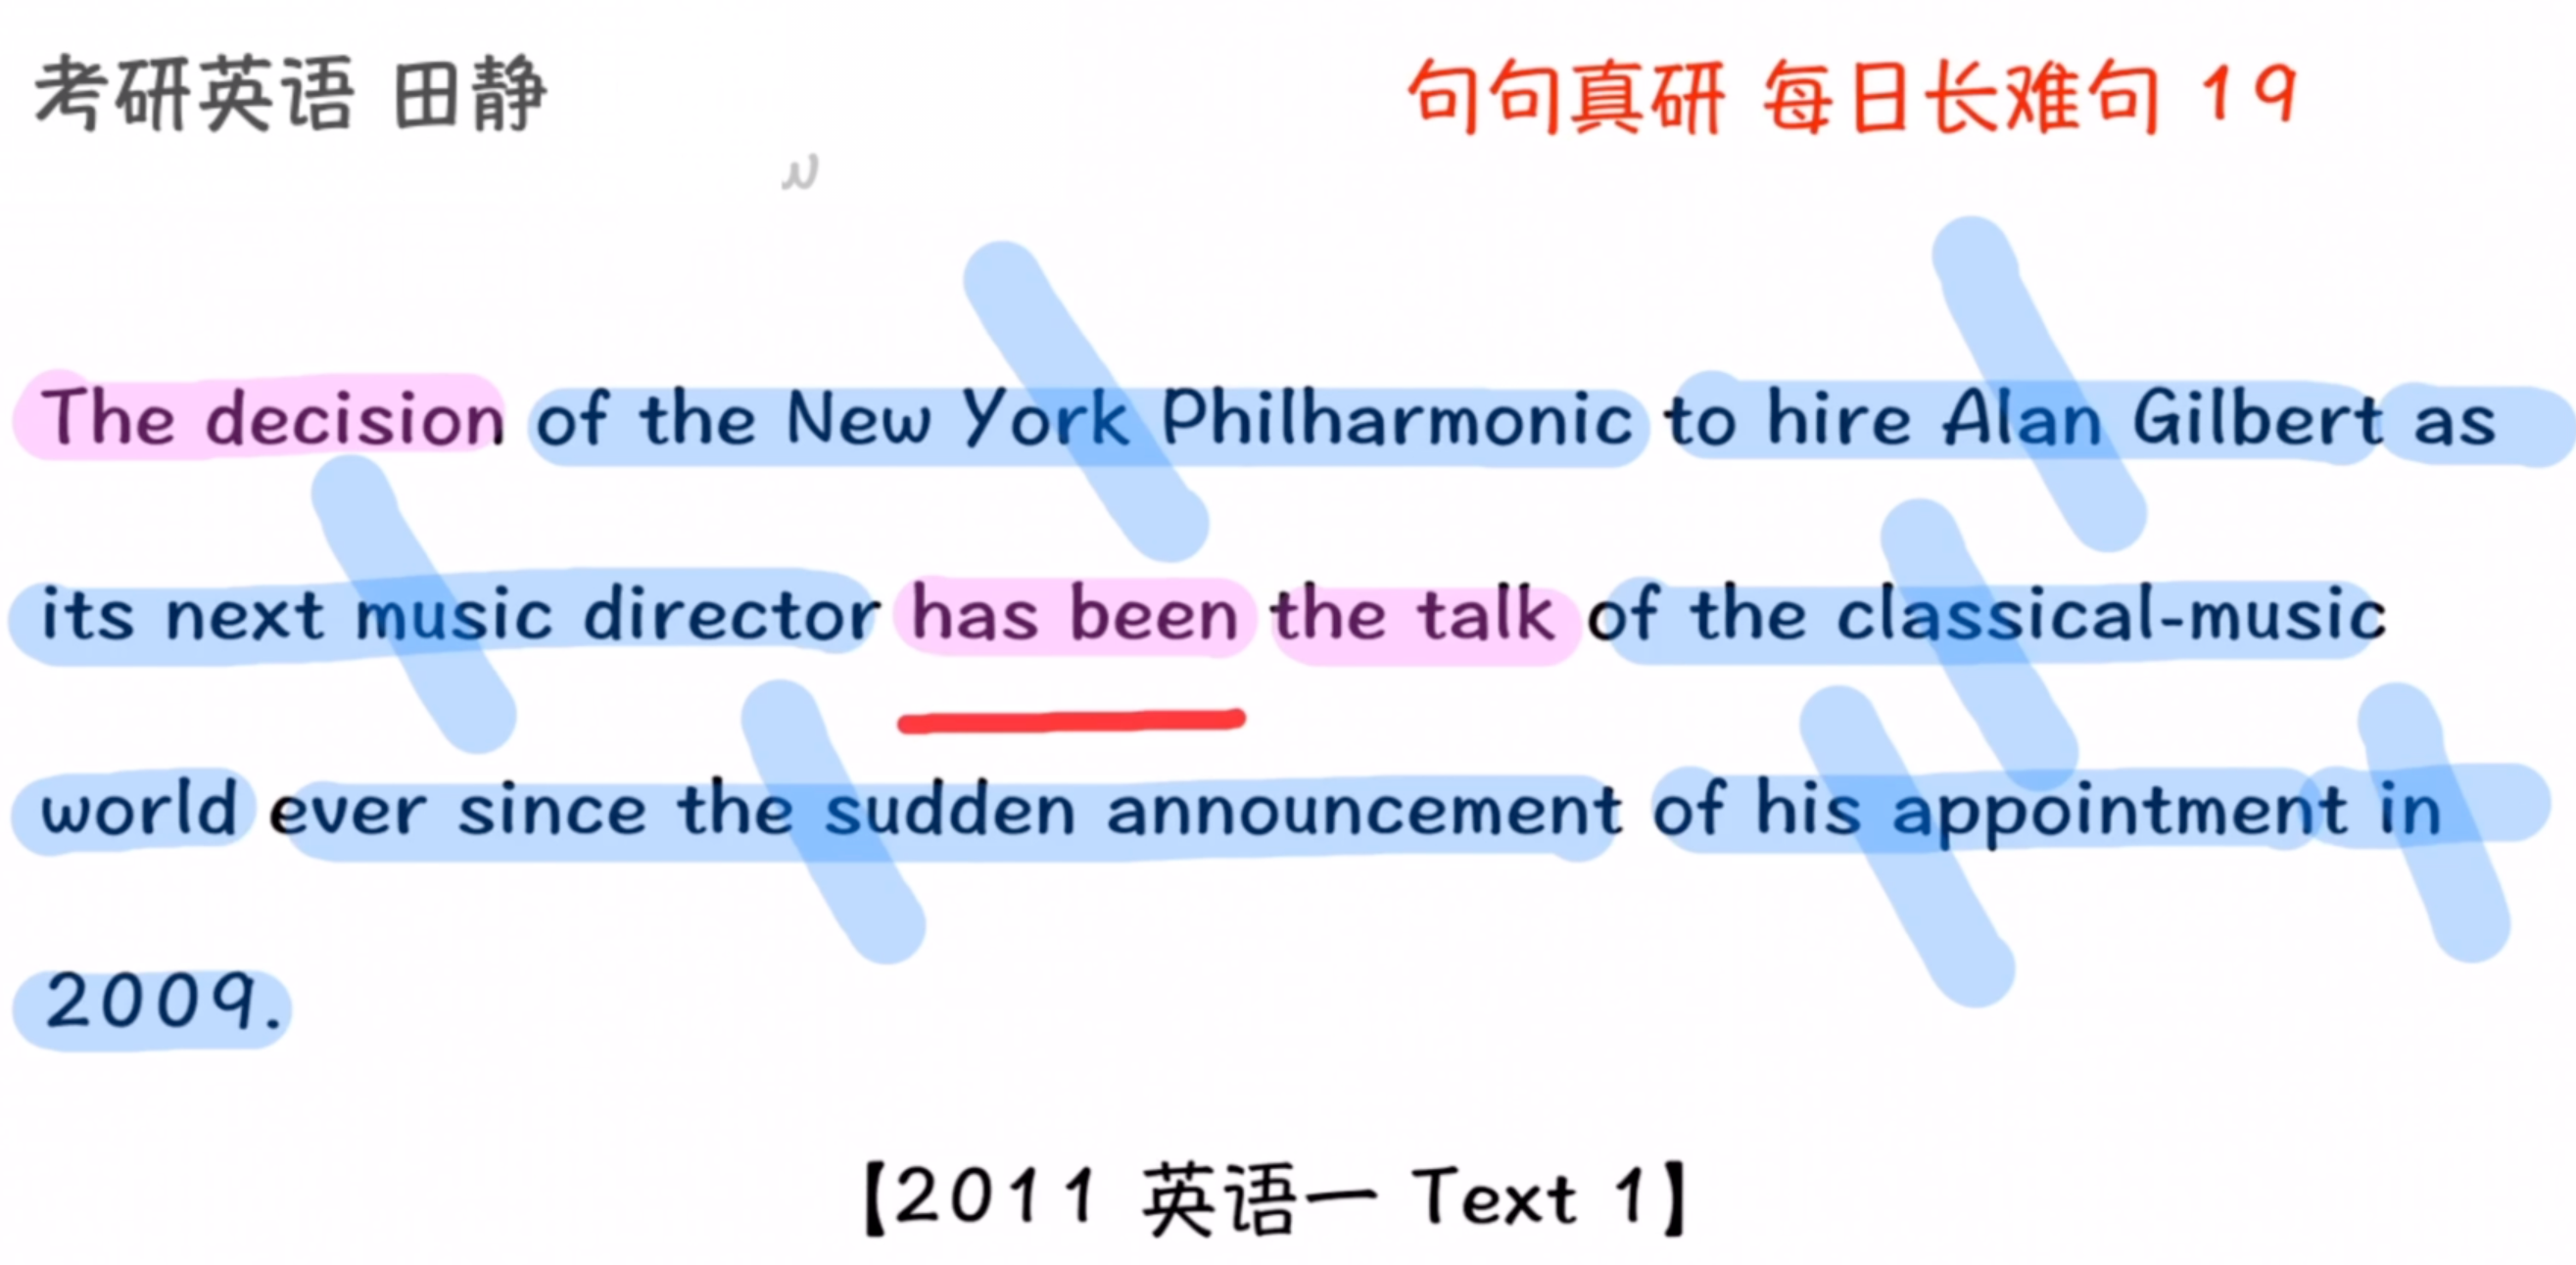 考研英语 田静
句句真研 每日长难句 19
The decision of the New York Philharmonic to hire Alan Gilbert as
its next music director has been the talk of the classical-music
world ever since the sudden announcement of his appointment in
2009.
【2011 英语一 Text 1】